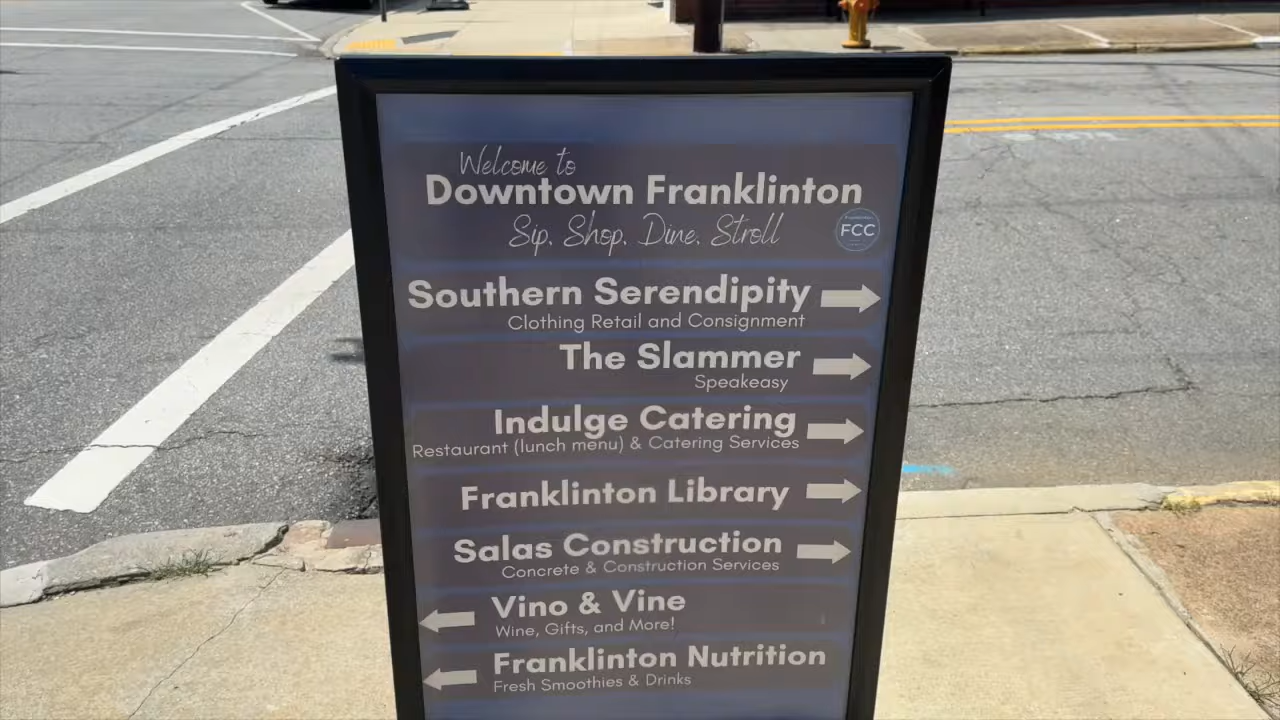 Welcome to
Downtown Franklinton
Sip. Shop. Dine. Stroll
FCC
Southern Serendipity
Clothing Retail and Consignment
The Slammer
Speakeasy
Indulge Catering
Restaurant (lunch menu) & Catering Services
Franklinton Library
Salas Construction
Concrete & Construction Services
Vino & Vine
Wine, Gifts, and More!
Franklinton Nutrition
Fresh Smoothies & Drinks